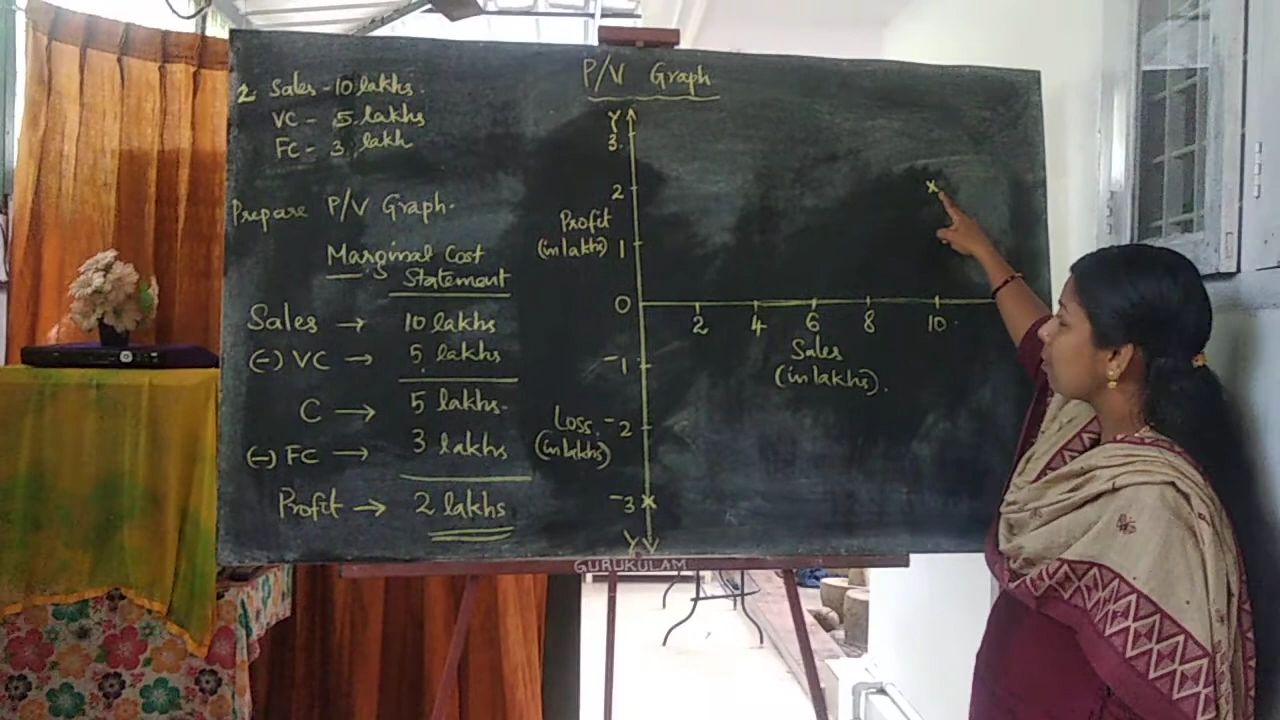 2. Sales - 10 lakhs.
VC - 5 lakhs
FC - 3 lakh
Prepare P/V Graph.
Marginal Cost
Statement
Sales → 10 lakhs
(-) VC → 5 lakhs
C → 5 lakhs.
(-) FC → 3 lakhs
Profit → 2 lakhs
P/V Graph
Y
3.
2
Profit
(in lakhs) 1
0
2 4 6 8 10.
Sales
(in lakhs).
-1
Loss. -2
(in lakhs)
-3
Y
GURUKULAM